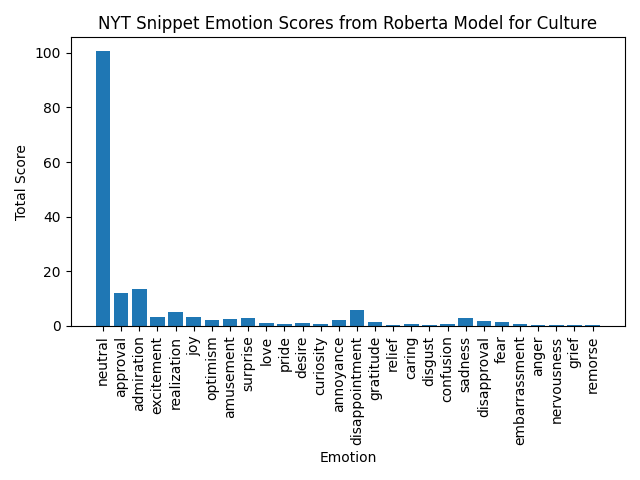 NYT Snippet Emotion Scores from Roberta Model for Culture
Total Score
100
80
60
40
20
0
neutral
approval
admiration
excitement
realization
joy
optimism
amusement
surprise
love
pride
desire
curiosity
annoyance
disappointment
gratitude
relief
caring
disgust
confusion
sadness
disapproval
fear
embarrassment
anger
nervousness
grief
remorse
Emotion